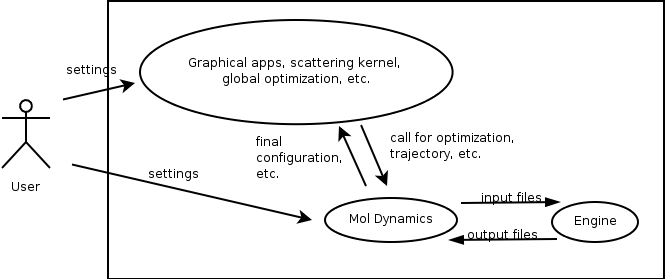 settings
Graphical apps, scattering kernel,
global optimization, etc.
User
final
configuration,
etc.
call for optimization,
trajectory, etc.
settings
Mol Dynamics
input files
output files
Engine